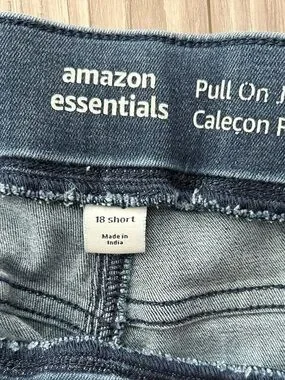 amazon
essentials
Pull On
Caleçon
18 short
Made in
India